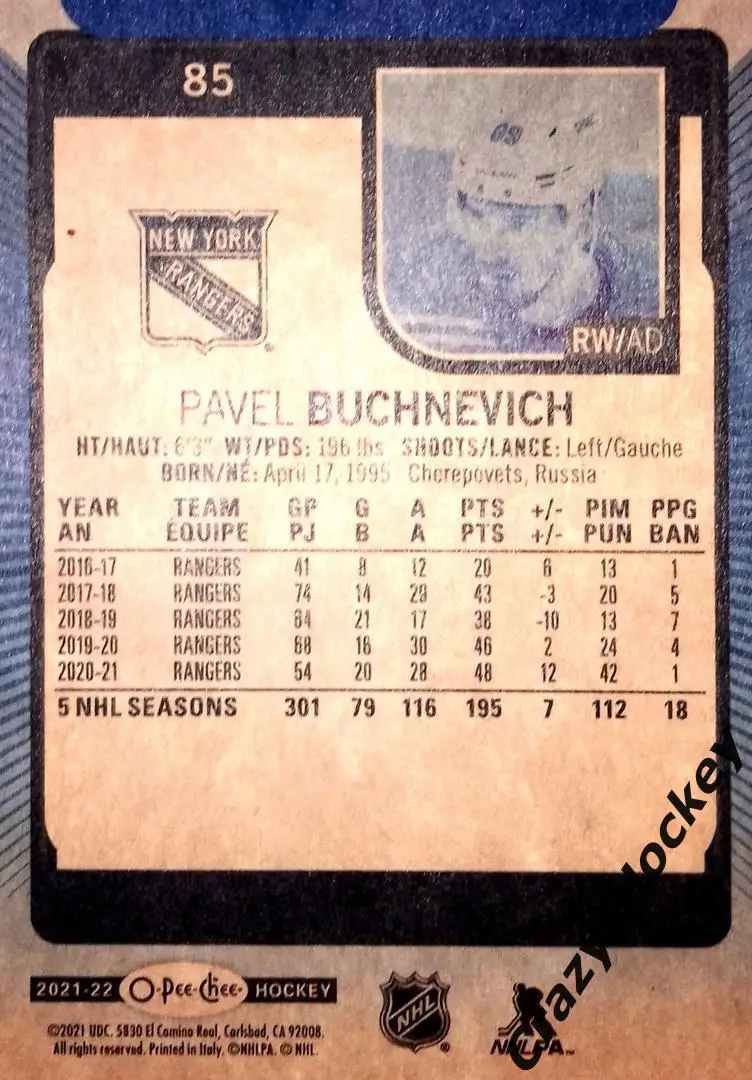 85
89
NEW YORK
RANGERS
RW/AD
PAVEL BUCHNEVICH
HT/HAUT: 6'3" WT/PDS: 196 lbs SHOOTS/LANCE: Left/Gauche
BORN/NÉ: April 17, 1995 Cherepovets, Russia
YEAR TEAM GP G A PTS +/- PIM PPG
AN ÉQUIPE PJ B A PTS +/- PUN BAN
2016-17 RANGERS 41 8 12 20 6 13 1
2017-18 RANGERS 74 14 29 43 -3 20 5
2018-19 RANGERS 64 21 17 38 -10 13 7
2019-20 RANGERS 68 16 30 46 2 24 4
2020-21 RANGERS 54 20 28 48 12 42 1
5 NHL SEASONS 301 79 116 195 7 112 18
2021-22 O-Pee-Chee HOCKEY
©2021 UDC. 5830 El Camino Real, Carlsbad, CA 92008.
All rights reserved. Printed in Italy. ©NHLPA. © NHL.
NHL
NHLPA
Crazy Hockey